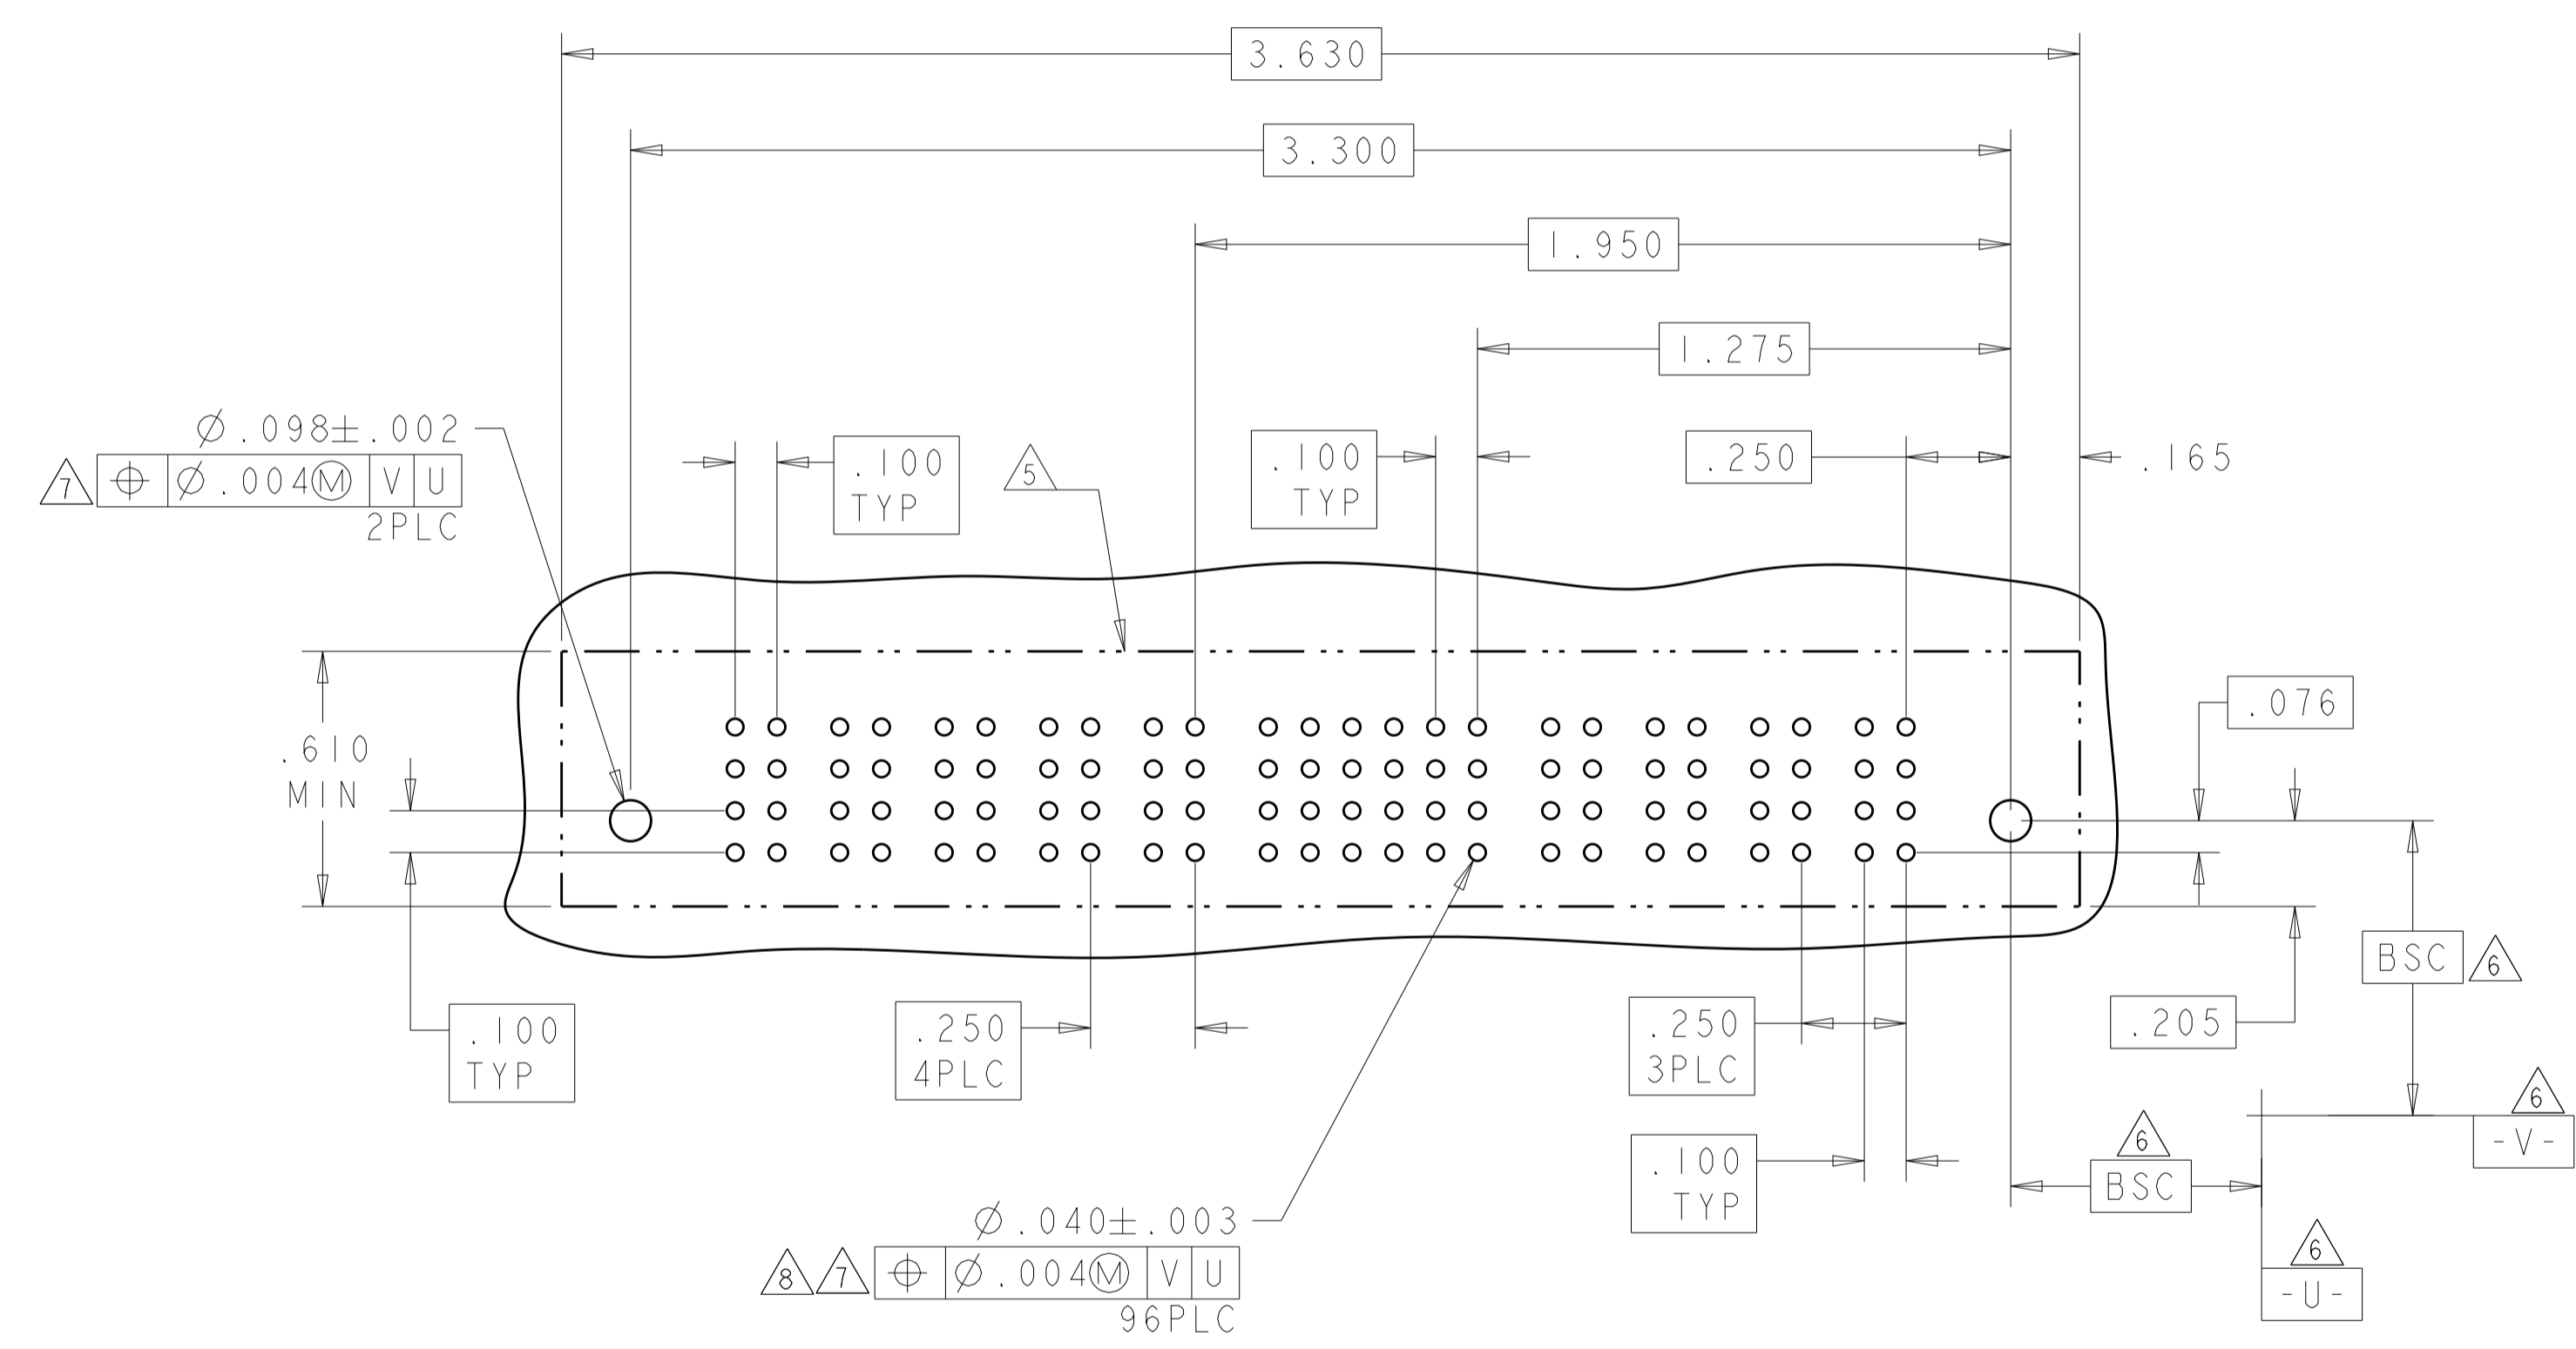 3.630
3.300
1.950
1.275
Ø.098±.002
7 ⌖ Ø.004Ⓜ V U
2PLC
.100
TYP
5
.100
TYP
.250
.165
.610
MIN
.076
BSC 6
.205
.100
TYP
.250
4PLC
.250
3PLC
.100
TYP
6
BSC
6
-V-
6
-U-
Ø.040±.003
8 7 ⌖ Ø.004Ⓜ V U
96PLC